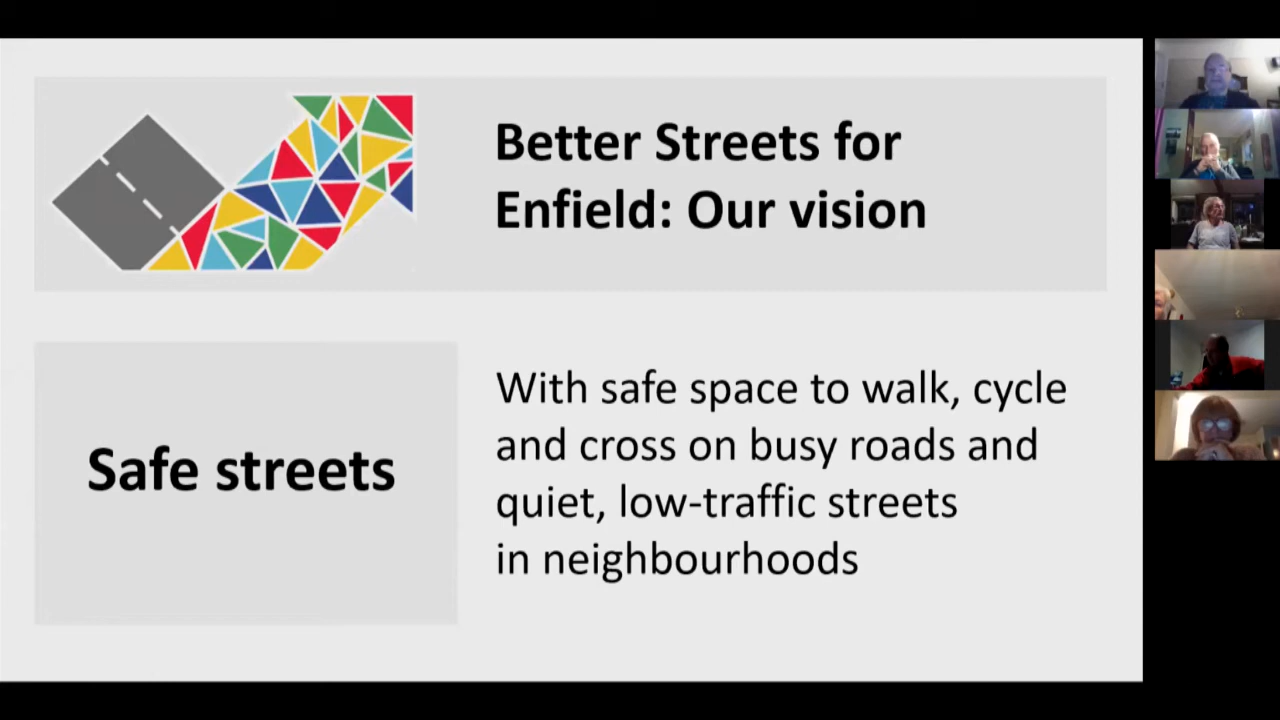 Better Streets for
Enfield: Our vision
Safe streets
With safe space to walk, cycle
and cross on busy roads and
quiet, low-traffic streets
in neighbourhoods